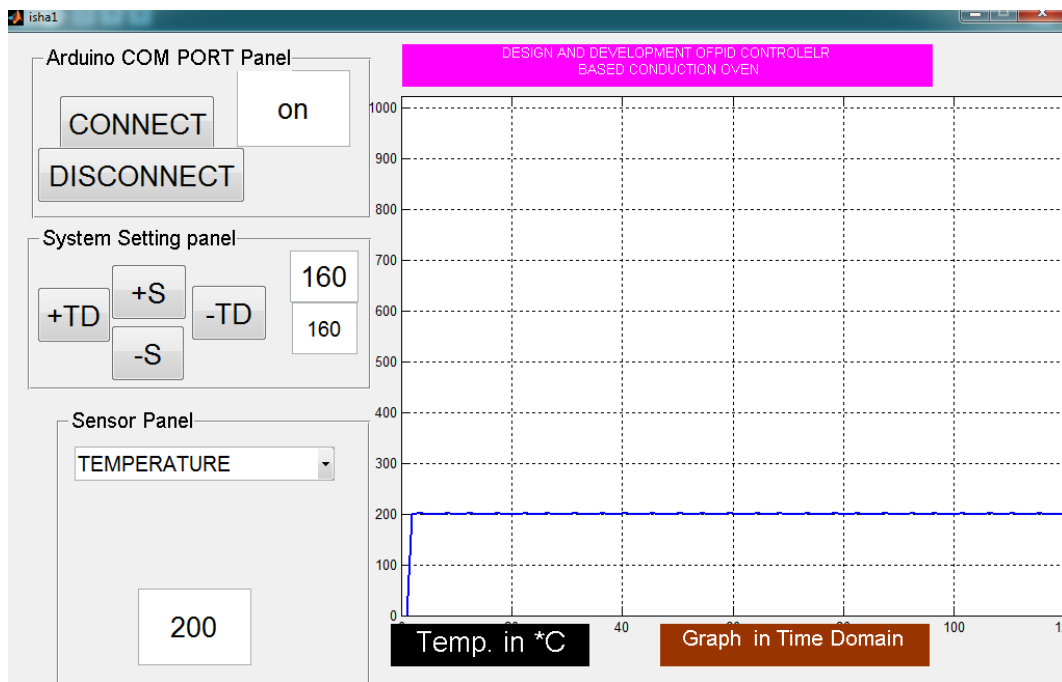 isha1
Arduino COM PORT Panel
CONNECT
on
DISCONNECT
System Setting panel
+TD
+S
-TD
-S
160
160
Sensor Panel
TEMPERATURE
200
DESIGN AND DEVELOPMENT OFPID CONTROLELR
BASED CONDUCTION OVEN
1000
900
800
700
600
500
400
300
200
100
0
40
100
Temp. in *C
Graph in Time Domain